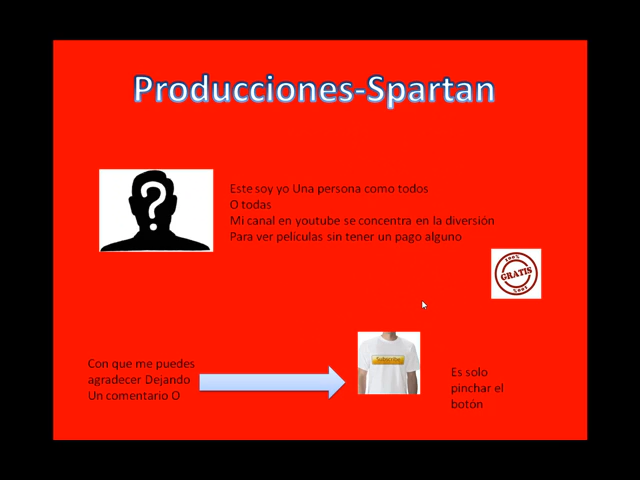 Producciones-Spartan
Este soy yo Una persona como todos
O todas
Mi canal en youtube se concentra en la diversión
Para ver películas sin tener un pago alguno
100%
GRATIS
Con que me puedes
agradecer Dejando
Un comentario O
Subscribe
Es solo
pinchar el
botón